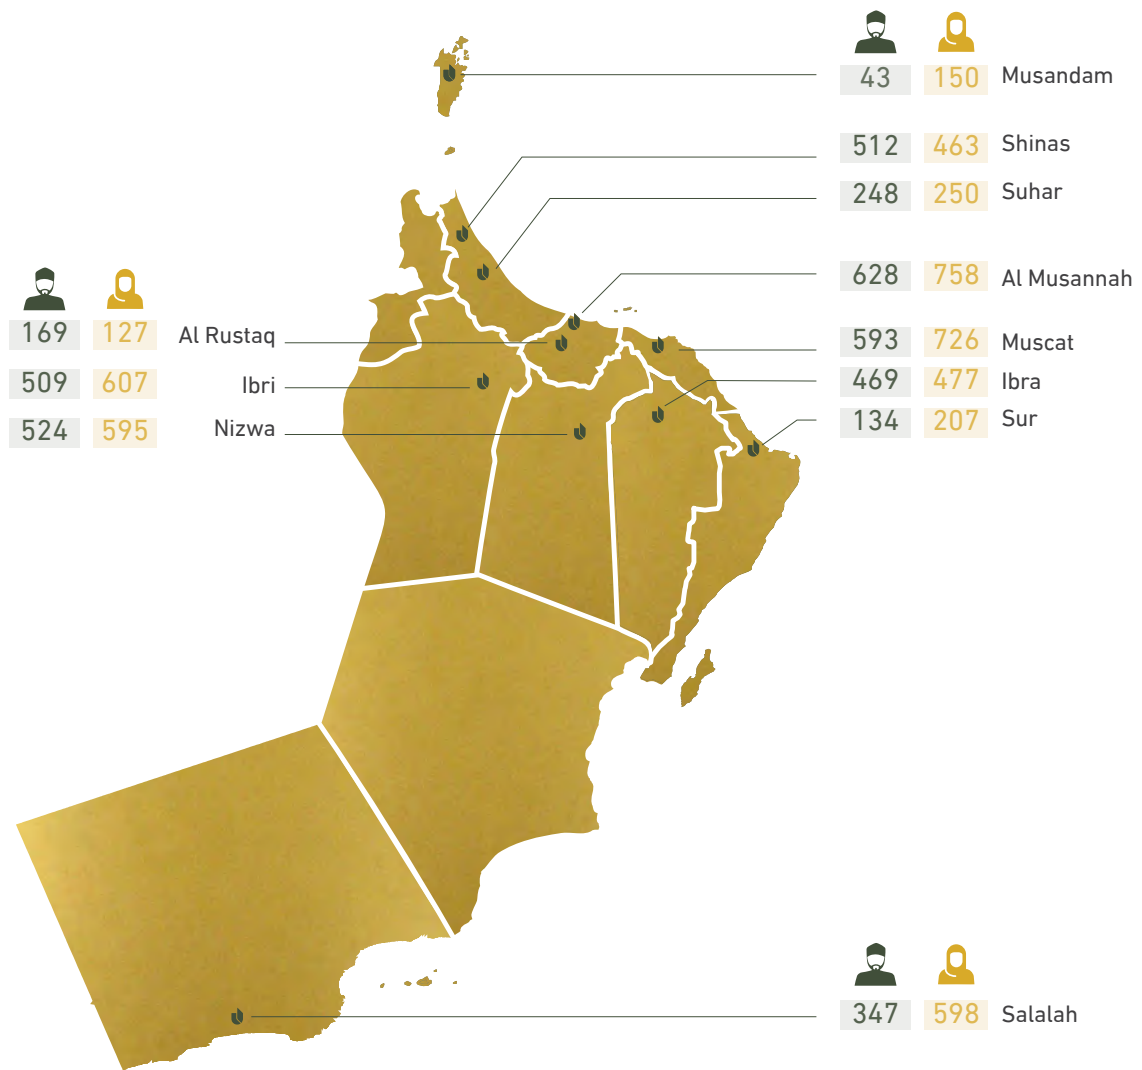 43 150 Musandam
512 463 Shinas
248 250 Suhar
628 758 Al Musannah
593 726 Muscat
469 477 Ibra
134 207 Sur
169 127 Al Rustaq
509 607 Ibri
524 595 Nizwa
347 598 Salalah